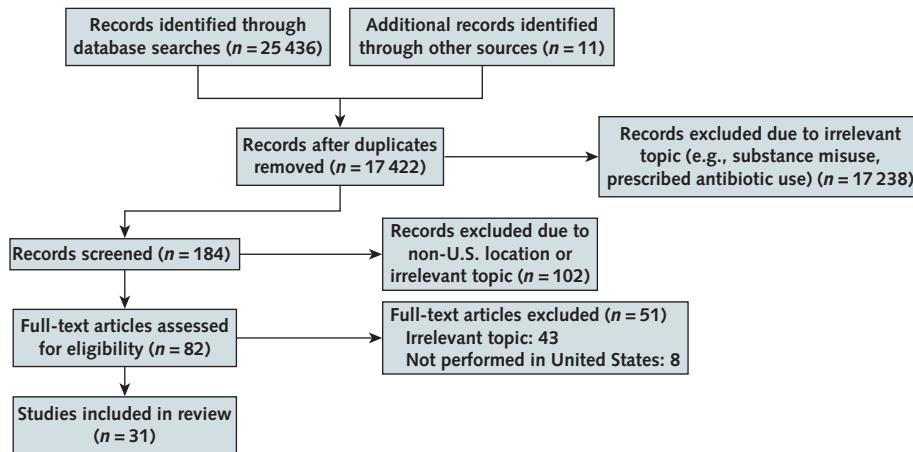 Records identified through
database searches (n = 25 436)
Additional records identified
through other sources (n = 11)
Records after duplicates
removed (n = 17 422)
Records excluded due to irrelevant
topic (e.g., substance misuse,
prescribed antibiotic use) (n = 17 238)
Records screened (n = 184)
Records excluded due to
non-U.S. location or
irrelevant topic (n = 102)
Full-text articles assessed
for eligibility (n = 82)
Full-text articles excluded (n = 51)
Irrelevant topic: 43
Not performed in United States: 8
Studies included in review
(n = 31)